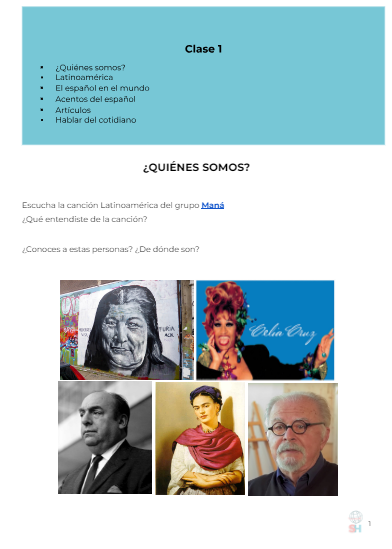 Clase 1
▪ ¿Quiénes somos?
▪ Latinoamérica
▪ El español en el mundo
▪ Acentos del español
▪ Artículos
▪ Hablar del cotidiano
¿QUIÉNES SOMOS?
Escucha la canción Latinoamérica del grupo Maná
¿Qué entendiste de la canción?
¿Conoces a estas personas? ¿De dónde son?
Celia Cruz
SH
1